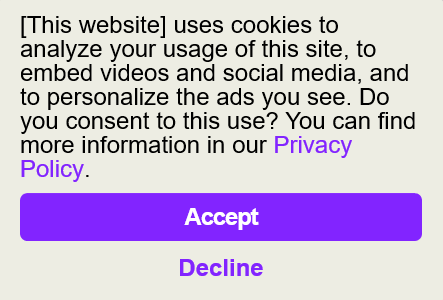 [This website] uses cookies to
analyze your usage of this site, to
embed videos and social media, and
to personalize the ads you see. Do
you consent to this use? You can find
more information in our Privacy
Policy.
Accept
Decline